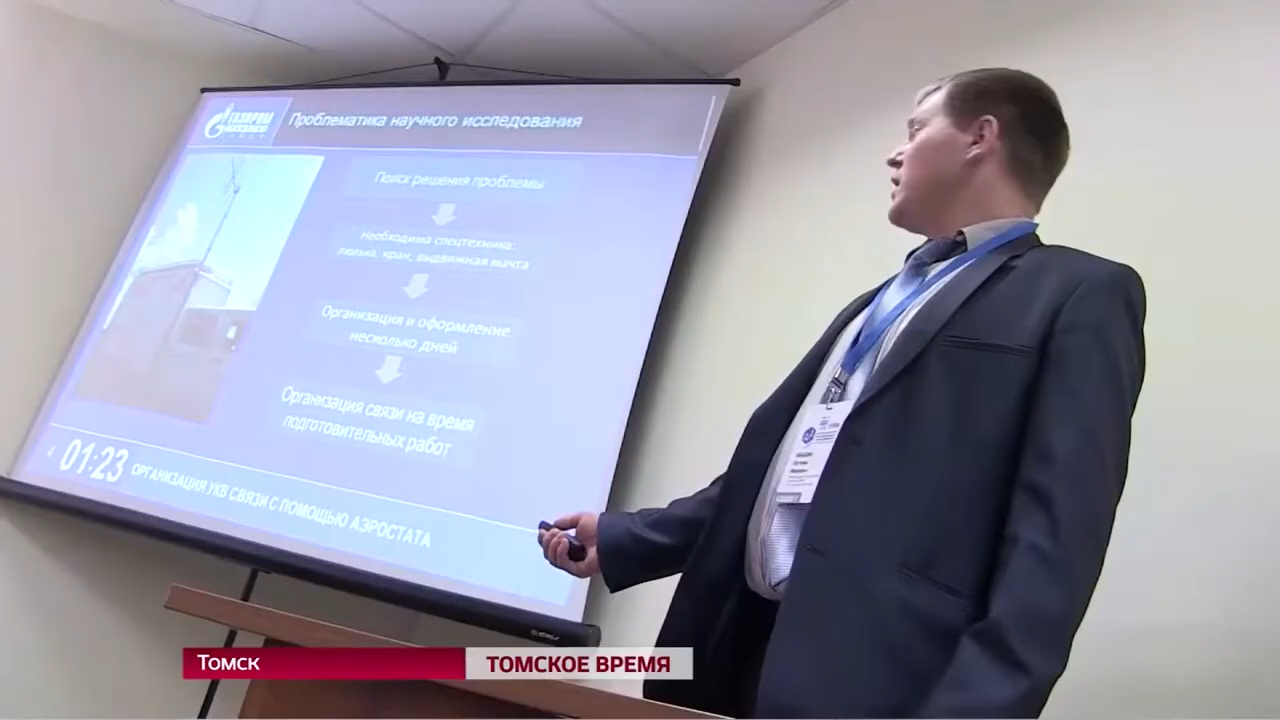 ГАЗПРОМ
Проблематика научного исследования
Поиск решения проблемы
Необходима спецтехника:
люлька, кран, выдвижная мачта
Организация и оформление
несколько дней
Организация связи на время
подготовительных работ
4
01:23
ОРГАНИЗАЦИЯ УКВ СВЯЗИ С ПОМОЩЬЮ АЭРОСТАТА
Томск
ТОМСКОЕ ВРЕМЯ